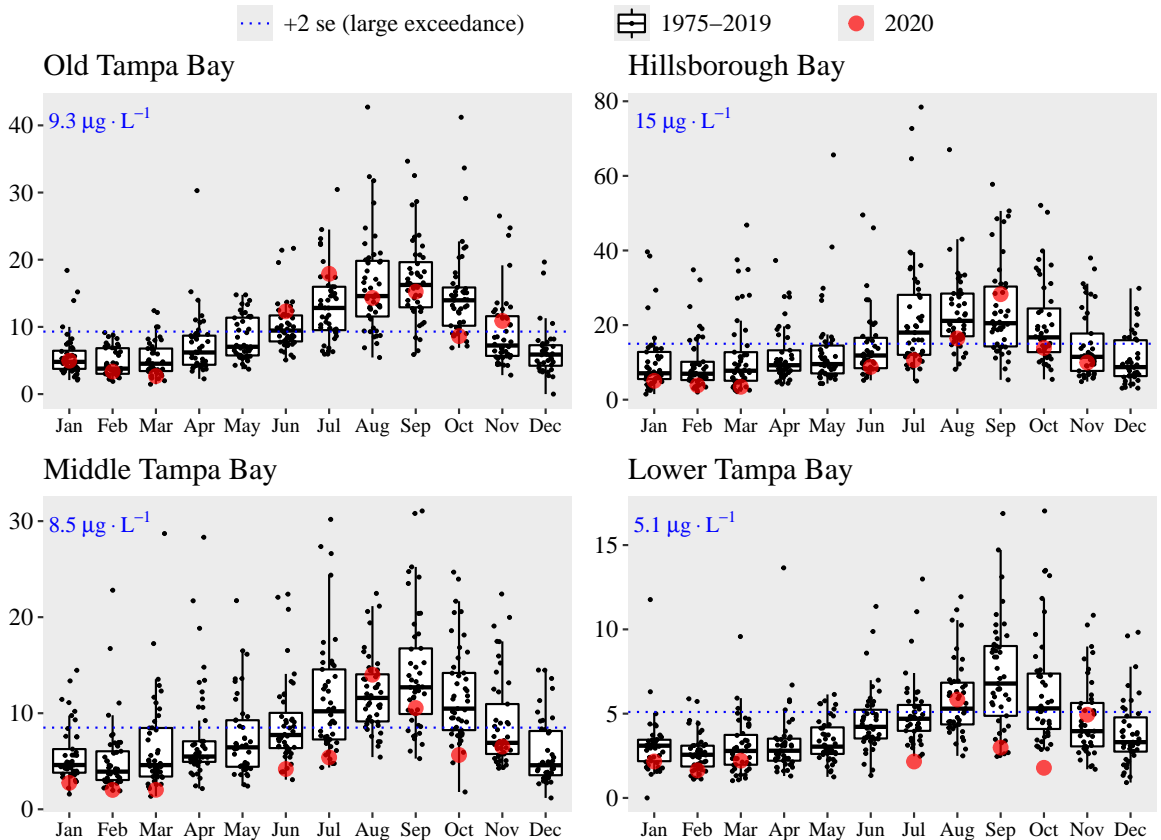 +2 se (large exceedance) 1975–2019 2020
Old Tampa Bay
9.3 μg · L⁻¹
40
30
20
10
0
Jan Feb Mar Apr May Jun Jul Aug Sep Oct Nov Dec
Hillsborough Bay
15 μg · L⁻¹
80
60
40
20
0
Jan Feb Mar Apr May Jun Jul Aug Sep Oct Nov Dec
Middle Tampa Bay
8.5 μg · L⁻¹
30
20
10
0
Jan Feb Mar Apr May Jun Jul Aug Sep Oct Nov Dec
Lower Tampa Bay
5.1 μg · L⁻¹
15
10
5
0
Jan Feb Mar Apr May Jun Jul Aug Sep Oct Nov Dec